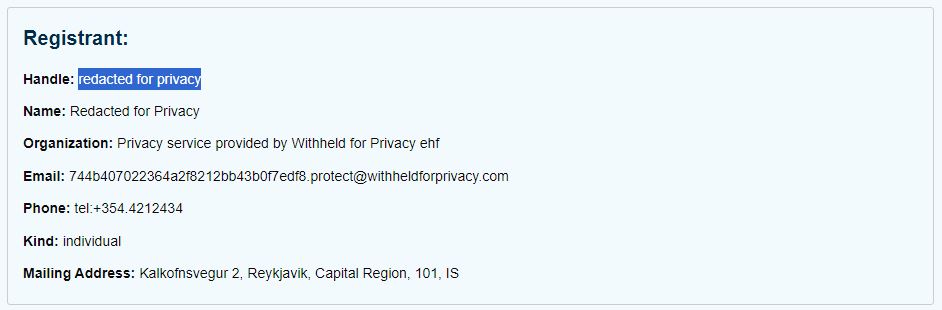 Registrant:
Handle: redacted for privacy
Name: Redacted for Privacy
Organization: Privacy service provided by Withheld for Privacy ehf
Email: 744b407022364a2f8212bb43b0f7edf8.protect@withheldforprivacy.com
Phone: tel:+354.4212434
Kind: individual
Mailing Address: Kalkofnsvegur 2, Reykjavik, Capital Region, 101, IS